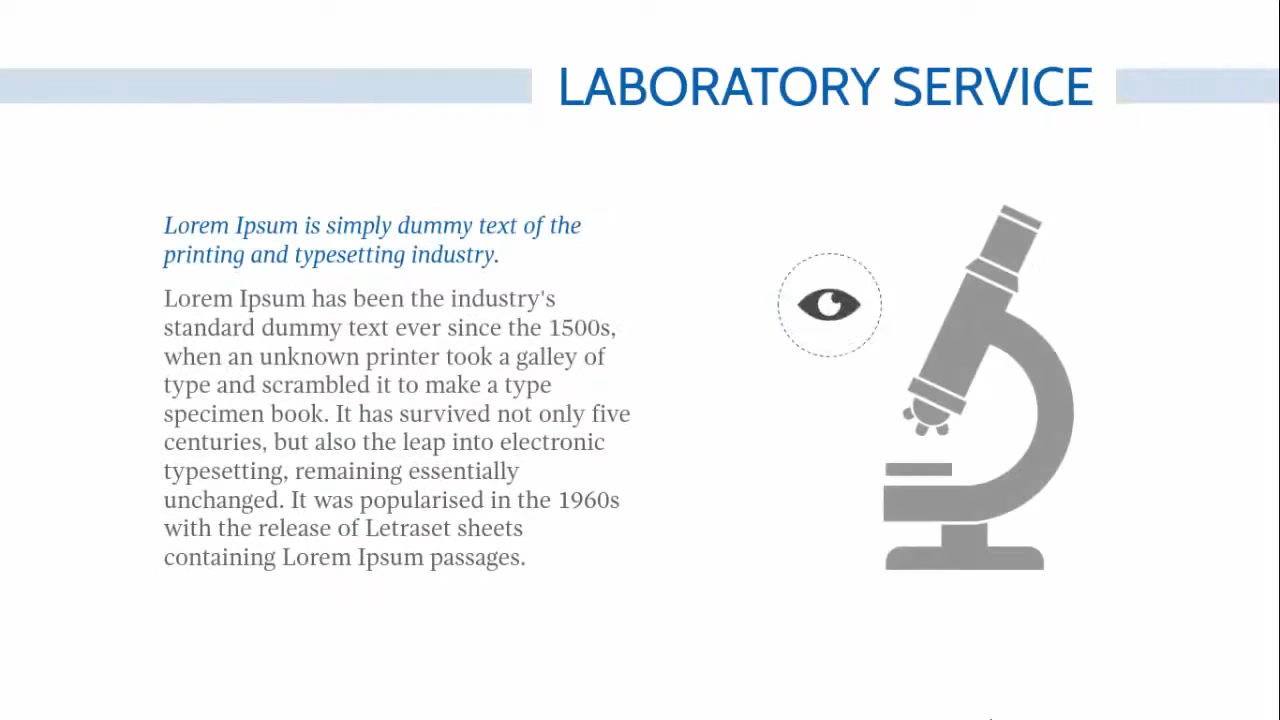 LABORATORY SERVICE
Lorem Ipsum is simply dummy text of the
printing and typesetting industry.
Lorem Ipsum has been the industry's
standard dummy text ever since the 1500s,
when an unknown printer took a galley of
type and scrambled it to make a type
specimen book. It has survived not only five
centuries, but also the leap into electronic
typesetting, remaining essentially
unchanged. It was popularised in the 1960s
with the release of Letraset sheets
containing Lorem Ipsum passages.